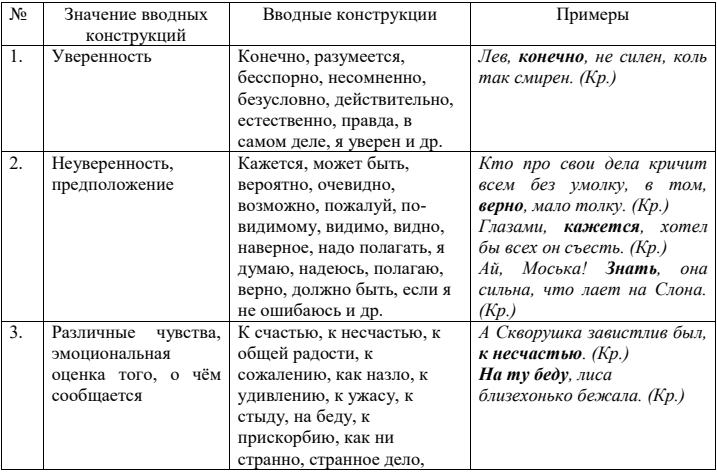 № Значение вводных конструкций Вводные конструкции Примеры
1. Уверенность
Конечно, разумеется,
бесспорно, несомненно,
безусловно, действительно,
естественно, правда, в
самом деле, я уверен и др.
Лев, конечно, не силен, коль
так смирен. (Кр.)
2. Неуверенность,
предположение
Кажется, может быть,
вероятно, очевидно,
возможно, пожалуй, по-
видимому, видимо, видно,
наверное, надо полагать, я
думаю, надеюсь, полагаю,
верно, должно быть, если я
не ошибаюсь и др.
Кто про свои дела кричит
всем без умолку, в том,
верно, мало толку. (Кр.)
Глазами, кажется, хотел
бы всех он съесть. (Кр.)
Ай, Моська! Знать, она
сильна, что лает на Слона.
(Кр.)
3. Различные чувства,
эмоциональная
оценка того, о чём
сообщается
К счастью, к несчастью, к
общей радости, к
сожалению, как назло, к
удивлению, к ужасу, к
стыду, на беду, к
прискорбию, как ни
странно, странное дело,
А Скворушка завистлив был,
к несчастью. (Кр.)
На ту беду, лиса
близехонько бежала. (Кр.)